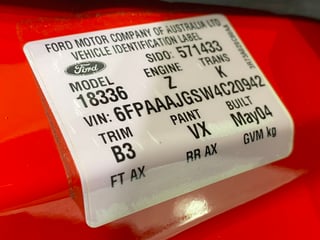 FORD MOTOR COMPANY OF AUSTRALIA LTD
VEHICLE IDENTIFICATION LABEL
Ford SIDO: 571433
MODEL ENGINE TRANS
18336 Z K
VIN: 6FPAAAJGSW4C20942
TRIM PAINT BUILT
B3 VX May04
FT AX RR AX GVM kg